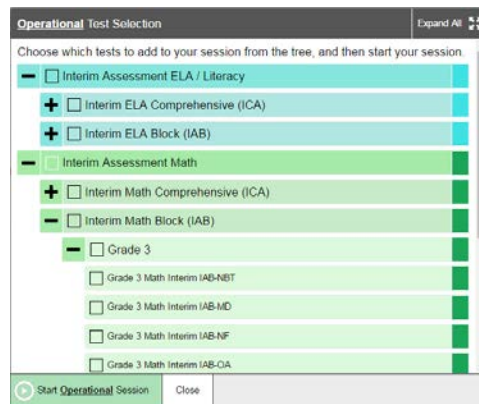 Operational Test Selection
Expand All
Choose which tests to add to your session from the tree, and then start your session.
Interim Assessment ELA / Literacy
Interim ELA Comprehensive (ICA)
Interim ELA Block (IAB)
Interim Assessment Math
Interim Math Comprehensive (ICA)
Interim Math Block (IAB)
Grade 3
Grade 3 Math Interim IAB-NBT
Grade 3 Math Interim IAB-MD
Grade 3 Math Interim IAB-NF
Grade 3 Math Interim IAB-OA
Start Operational Session
Close